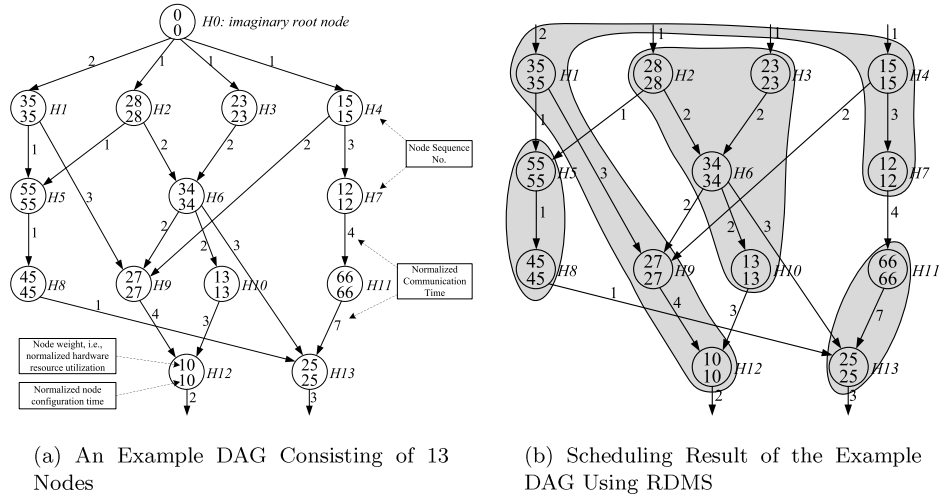 0
0
H0: imaginary root node
2
1
1
1
35
35
H1
28
28
H2
23
23
H3
15
15
H4
1
3
1
2
2
2
3
Node Sequence
No.
55
55
H5
34
34
H6
12
12
H7
1
2
2
3
4
45
45
H8
27
27
H9
13
13
H10
66
66
H11
Normalized
Communication
Time
1
4
3
7
Node weight, i.e.,
normalized hardware
resource utilization
Normalized node
configuration time
10
10
H12
25
25
H13
2
3
(a) An Example DAG Consisting of 13
Nodes
2
1
1
1
35
35
H1
28
28
H2
23
23
H3
15
15
H4
1
3
1
2
2
2
3
55
55
H5
34
34
H6
12
12
H7
1
2
2
3
4
45
45
H8
27
27
H9
13
13
H10
66
66
H11
1
4
3
7
10
10
H12
25
25
H13
2
3
(b) Scheduling Result of the Example
DAG Using RDMS